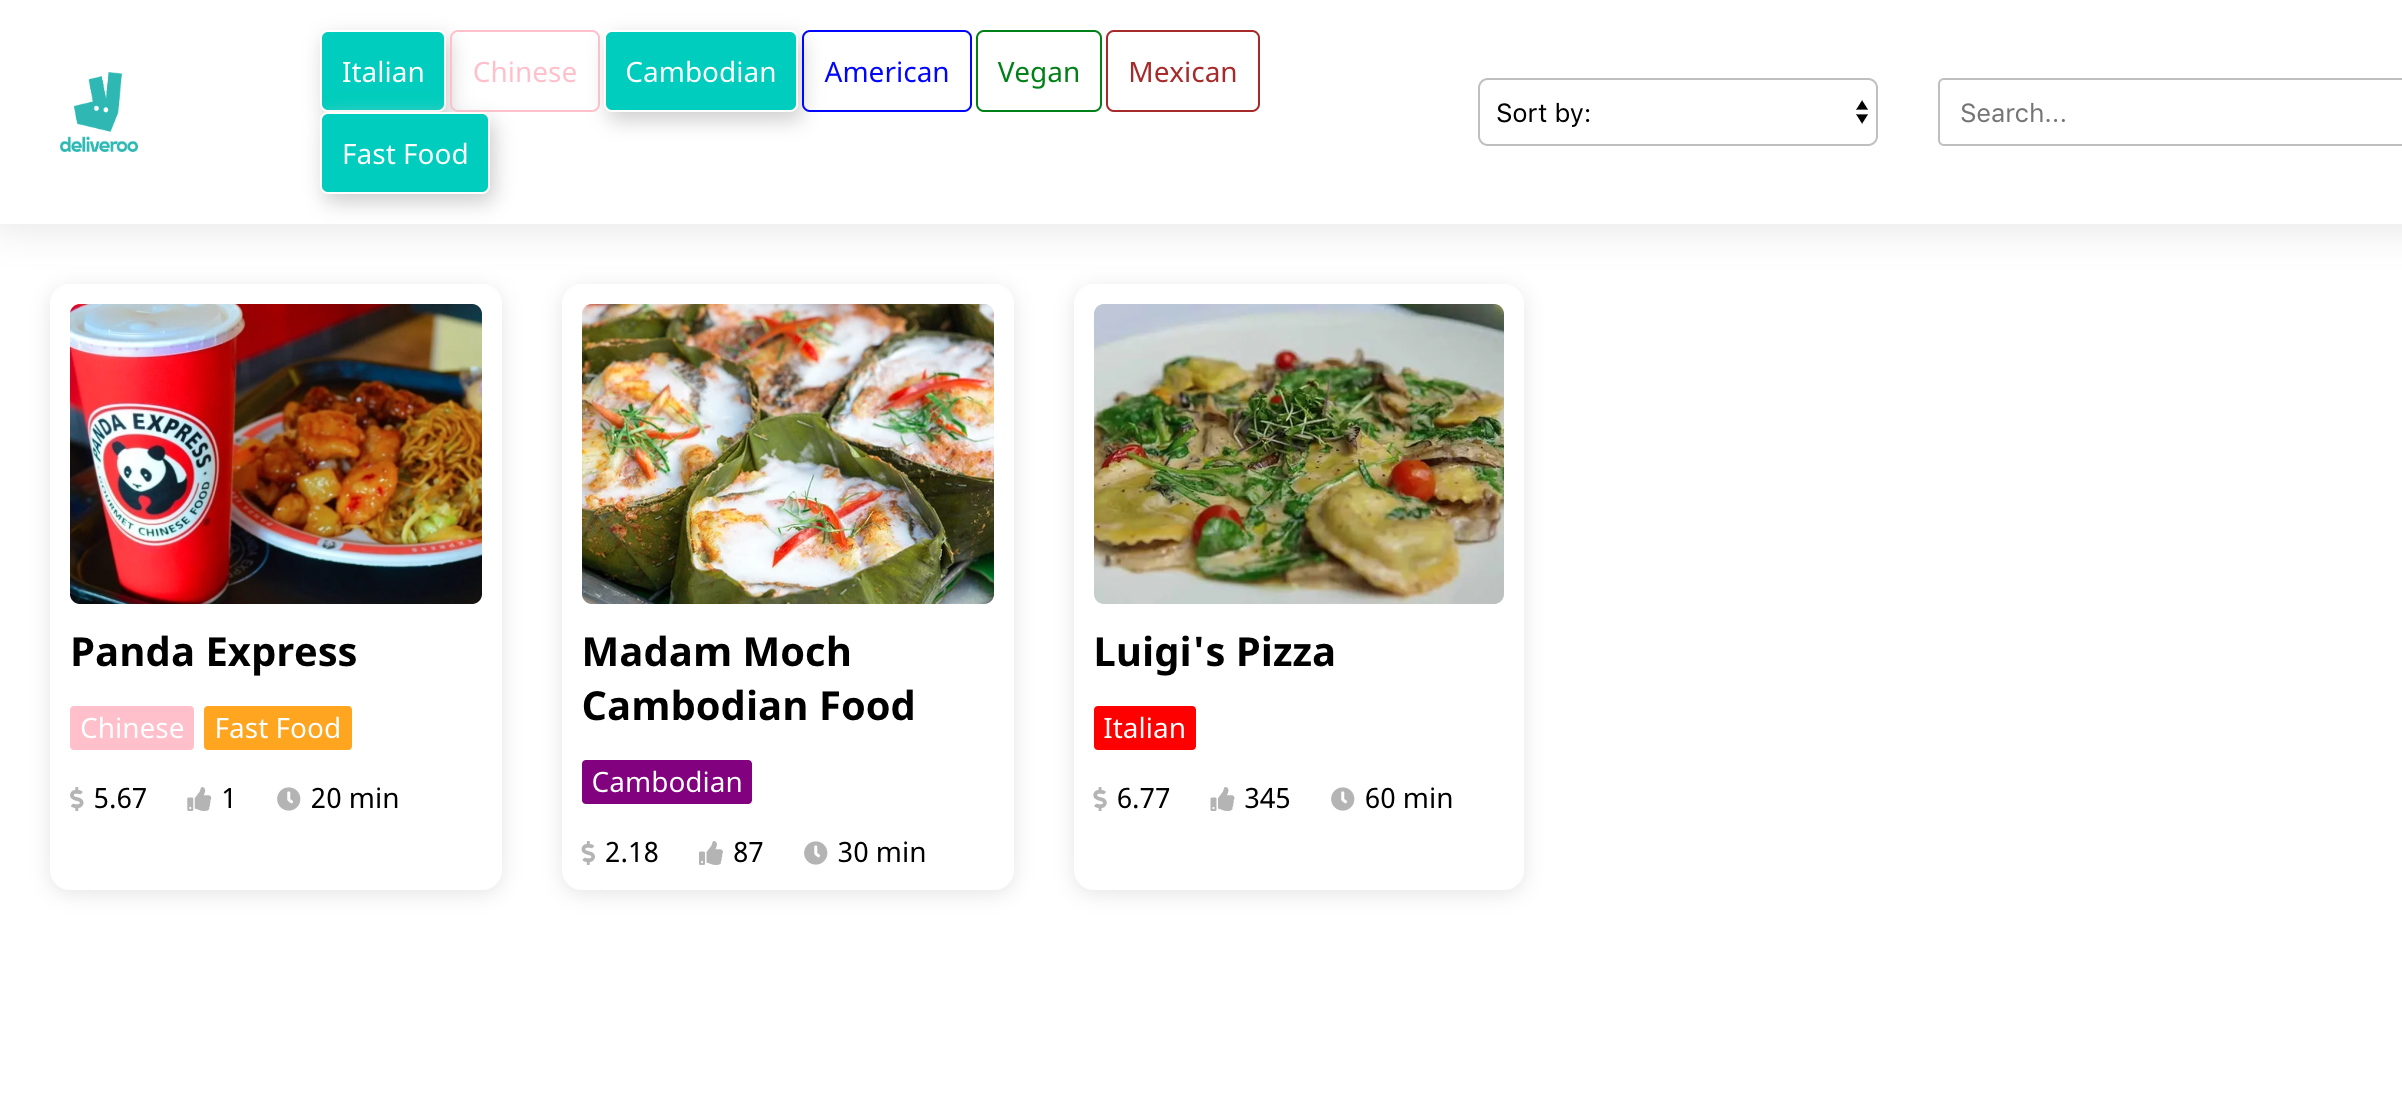 deliveroo
Italian
Chinese
Cambodian
American
Vegan
Mexican
Fast Food
Sort by:
Search...
PANDA EXPRESS
GOURMET CHINESE FOOD
Panda Express
Chinese
Fast Food
5.67
1
20 min
Madam Moch
Cambodian Food
Cambodian
$ 2.18
87
30 min
Luigi's Pizza
Italian
$ 6.77
345
60 min